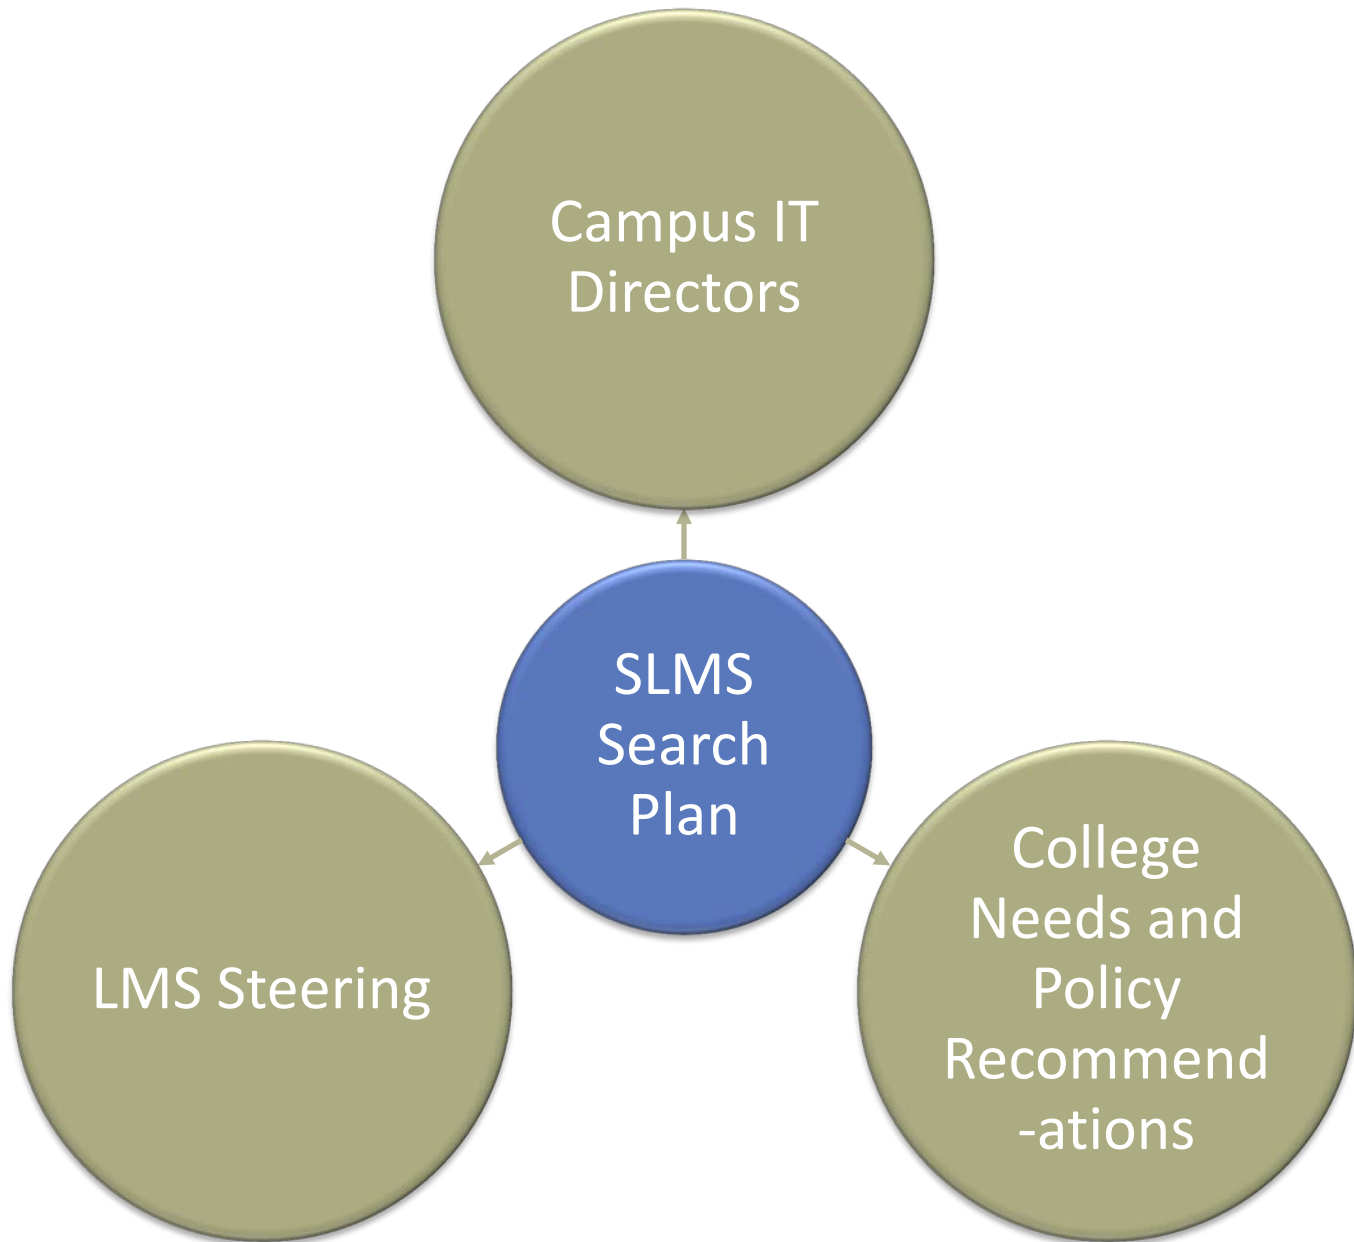 Campus IT
Directors
SLMS
Search
Plan
LMS Steering
College
Needs and
Policy
Recommend
-ations